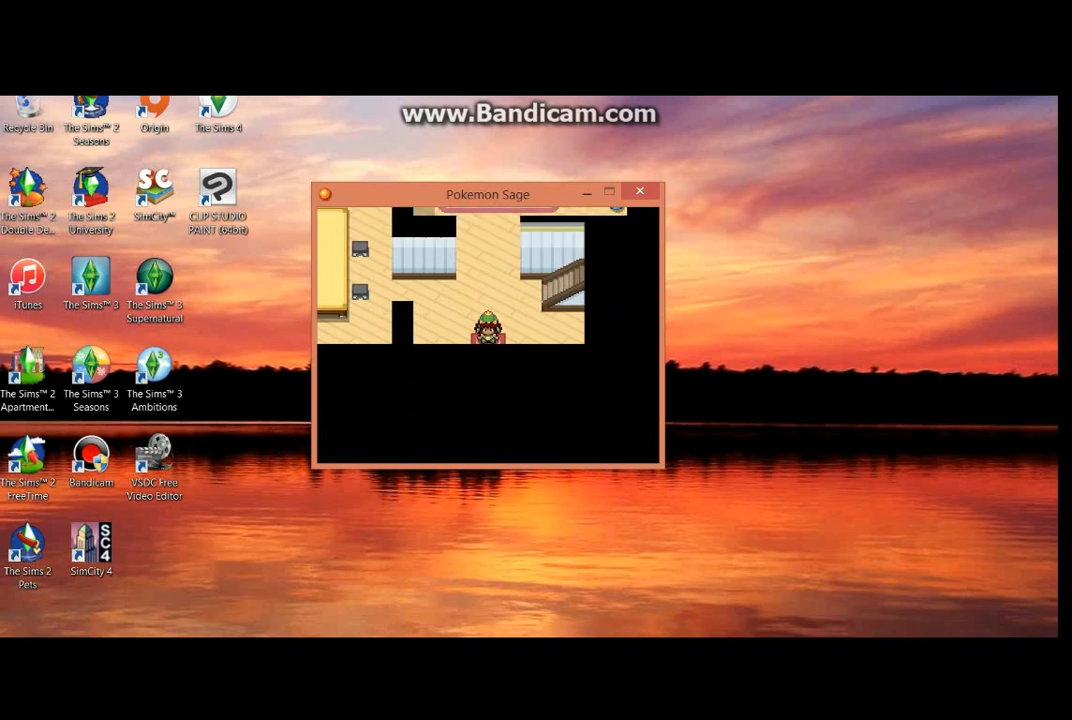 www.Bandicam.com
Recycle Bin
The Sims™ 2
Seasons
Origin
The Sims 4
Pokemon Sage
The Sims™ 2
Double De...
The Sims 2
University
SC
SimCity™
CLIP STUDIO
PAINT (64bit)
iTunes
The Sims™ 3
The Sims™ 3
Supernatural
The Sims™ 2
Apartment...
The Sims™ 3
Seasons
The Sims™ 3
Ambitions
The Sims™ 2
FreeTime
Bandicam
VSDC Free
Video Editor
The Sims 2
Pets
SC4
SimCity 4